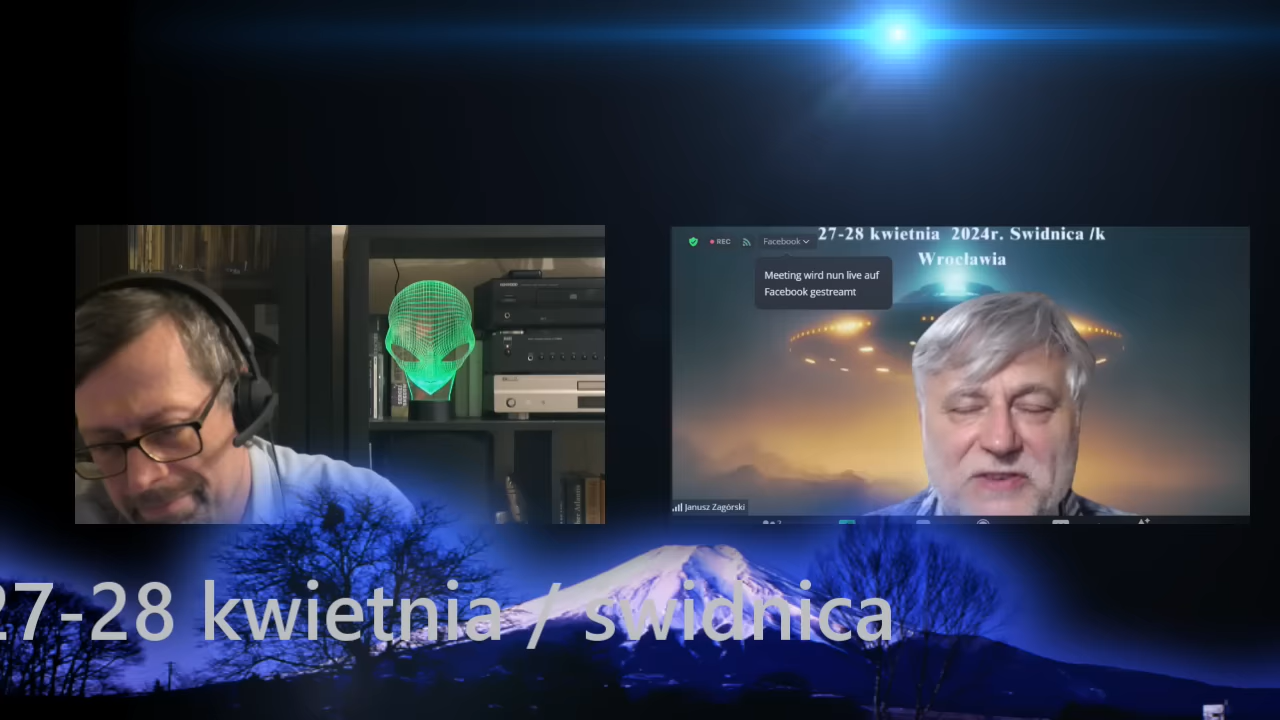 27-28 kwietnia 2024r. Swidnica /k
Wrocławia
REC
Facebook
Meeting wird nun live auf
Facebook gestreamt
Janusz Zagórski
27-28 kwietnia / swidnica